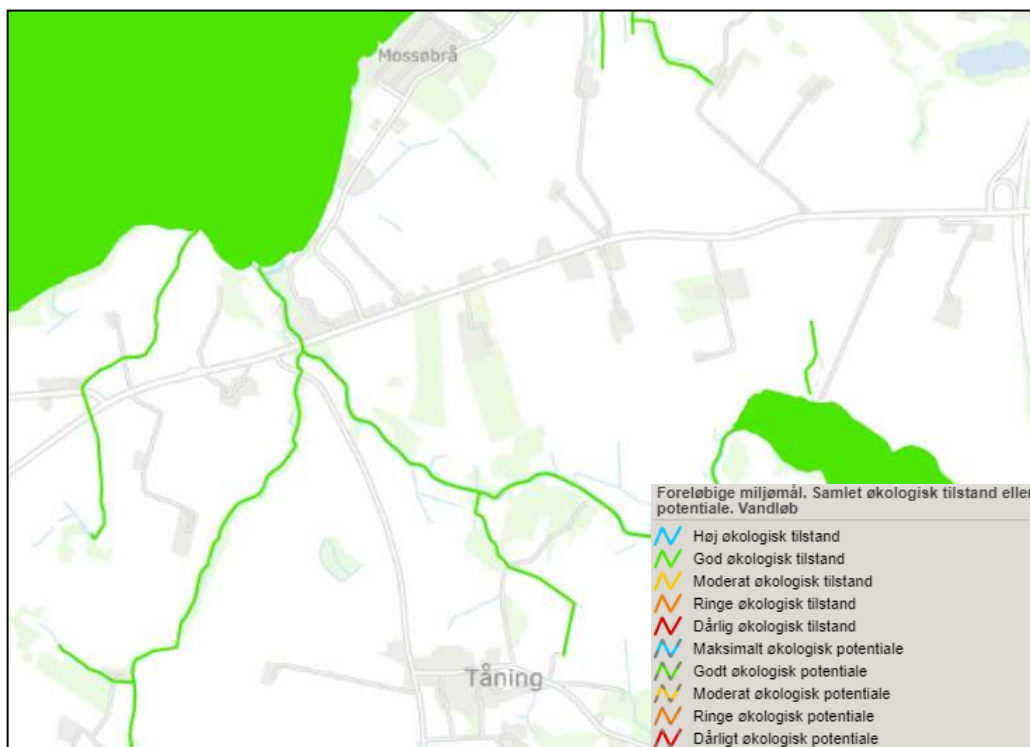 Mossøbrå
Tåning
Foreløbige miljømål. Samlet økologisk tilstand eller
potentiale. Vandløb
Høj økologisk tilstand
God økologisk tilstand
Moderat økologisk tilstand
Ringe økologisk tilstand
Dårlig økologisk tilstand
Maksimalt økologisk potentiale
Godt økologisk potentiale
Moderat økologisk potentiale
Ringe økologisk potentiale
Dårligt økologisk potentiale